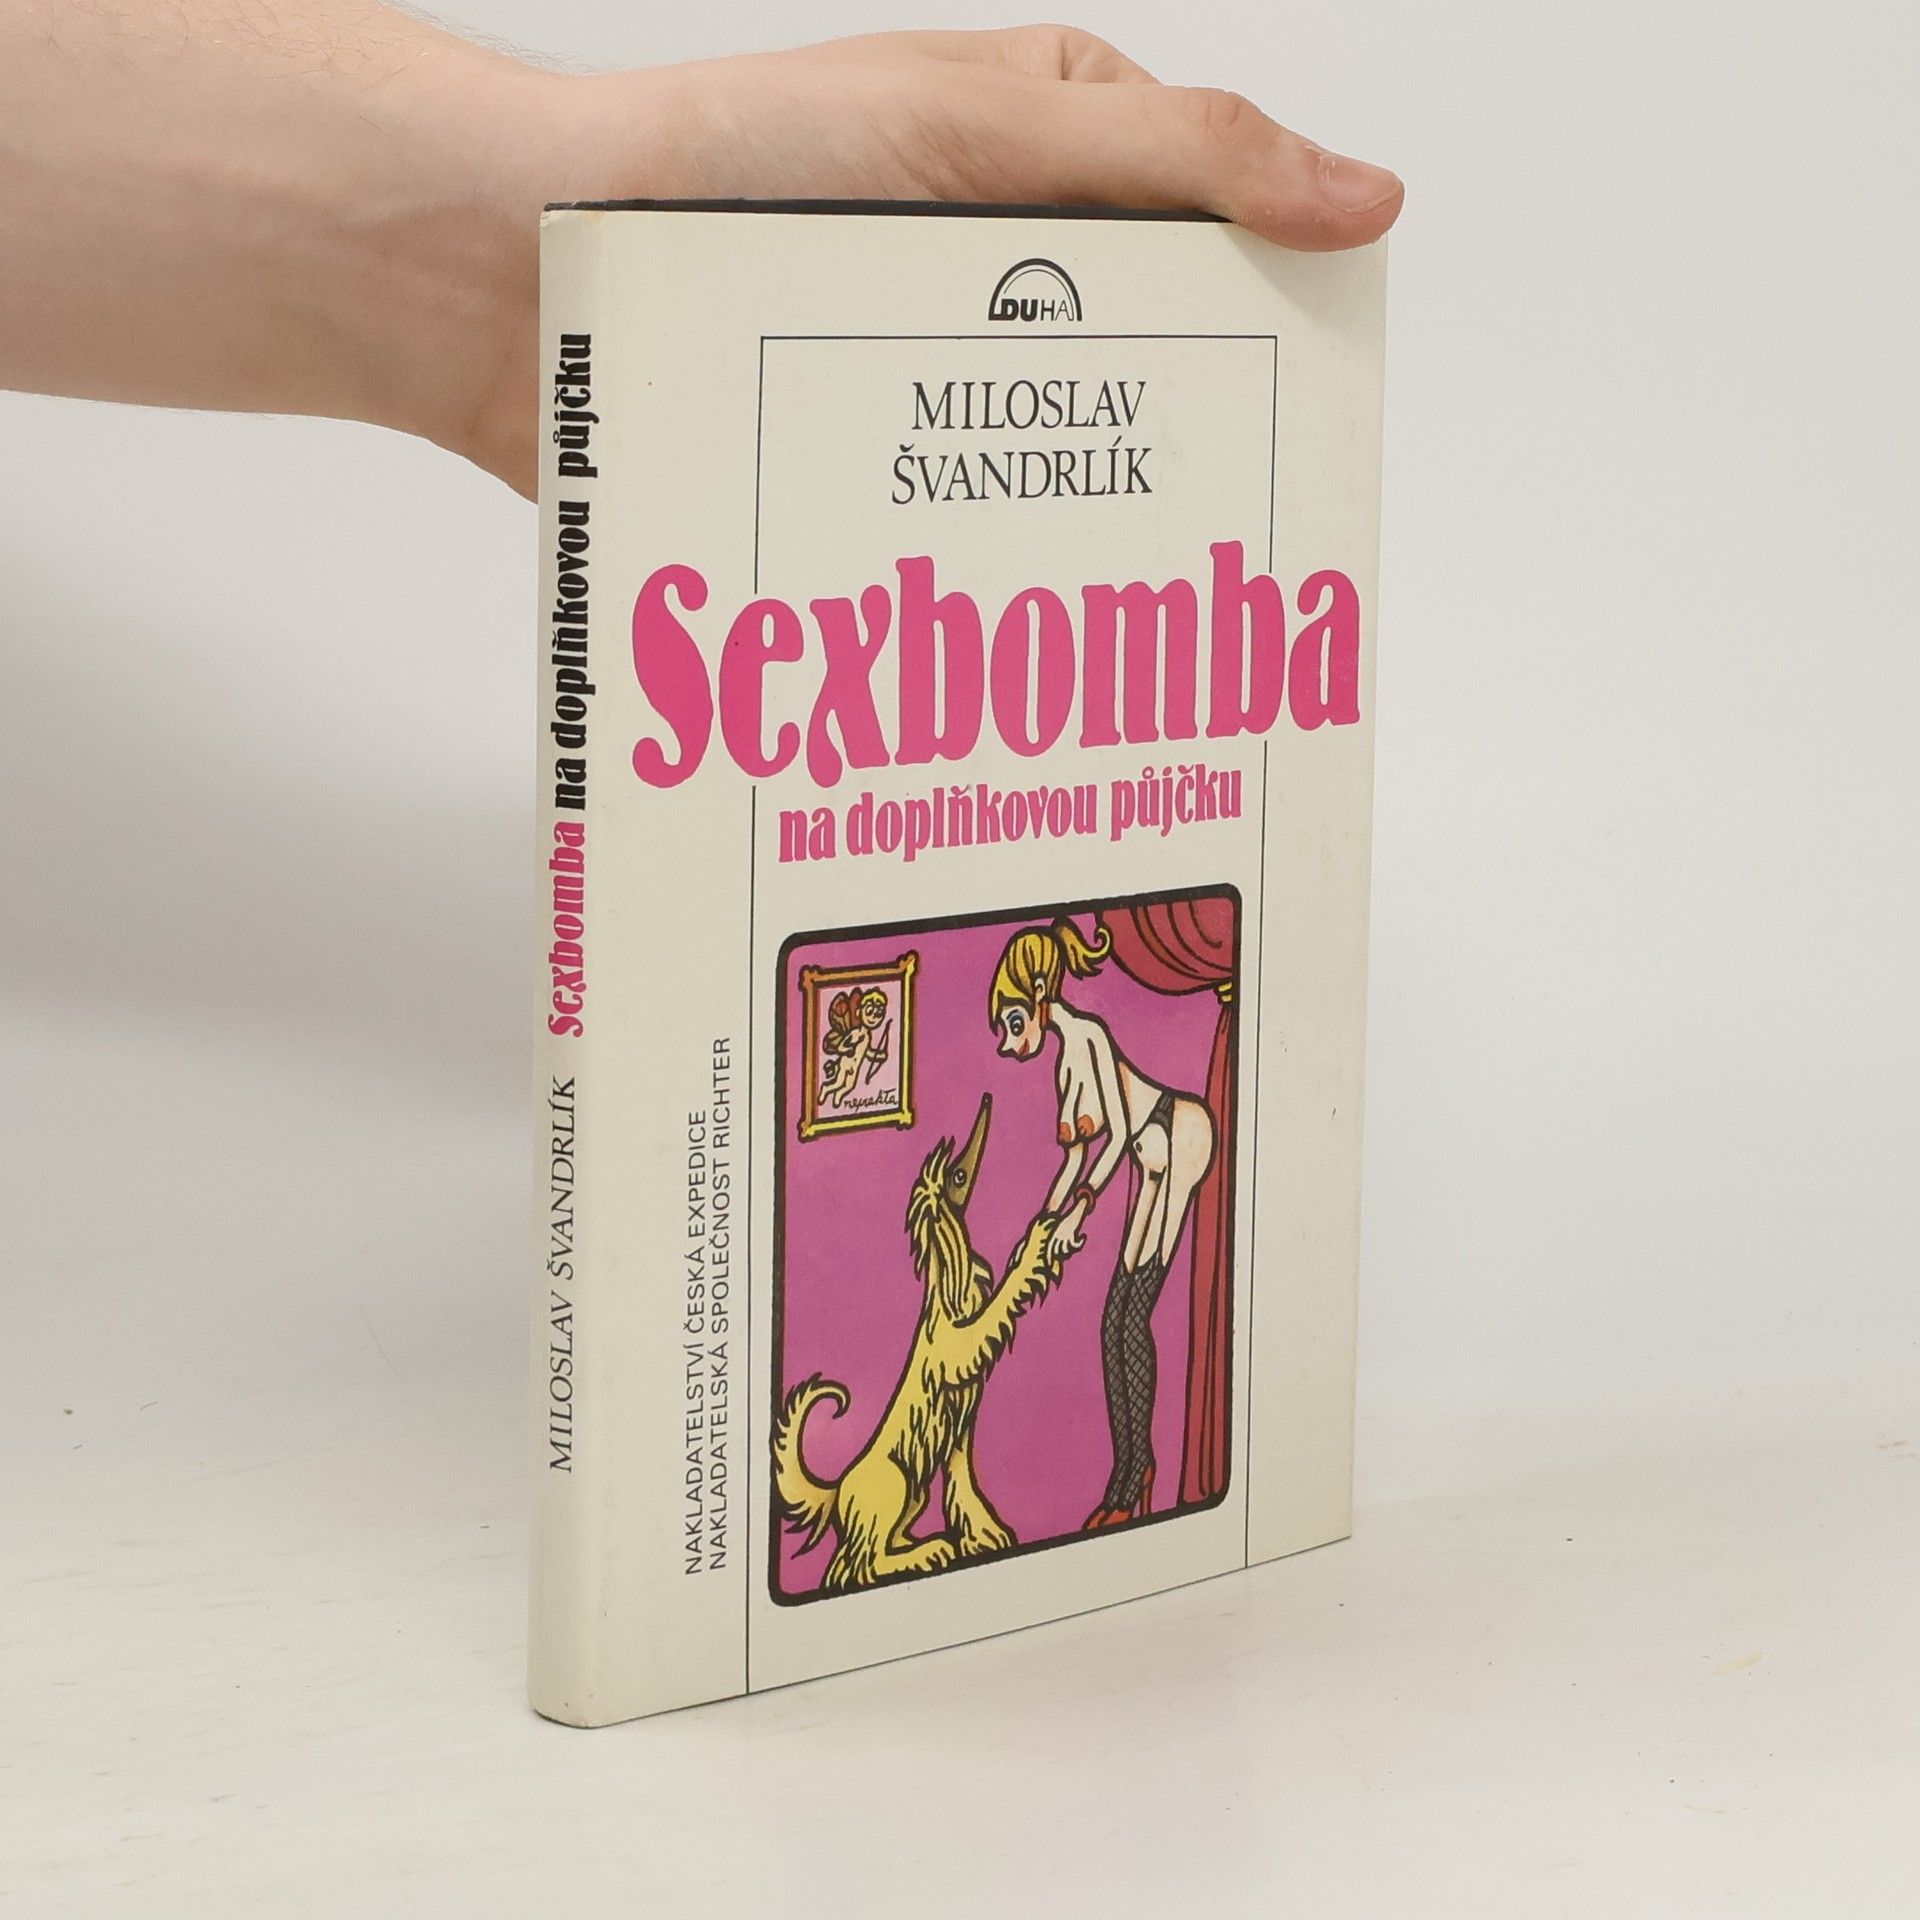 DUHA
MILOSLAV
ŠVANDRLÍK
Sexbomba
na doplňkovou půjčku
neprakta
NAKLADATELSTVÍ ČESKÁ EXPEDICE
NAKLADATELSKÁ SPOLEČNOST RICHTER
MILOSLAV ŠVANDRLÍK Sexbomba na doplňkovou půjčku